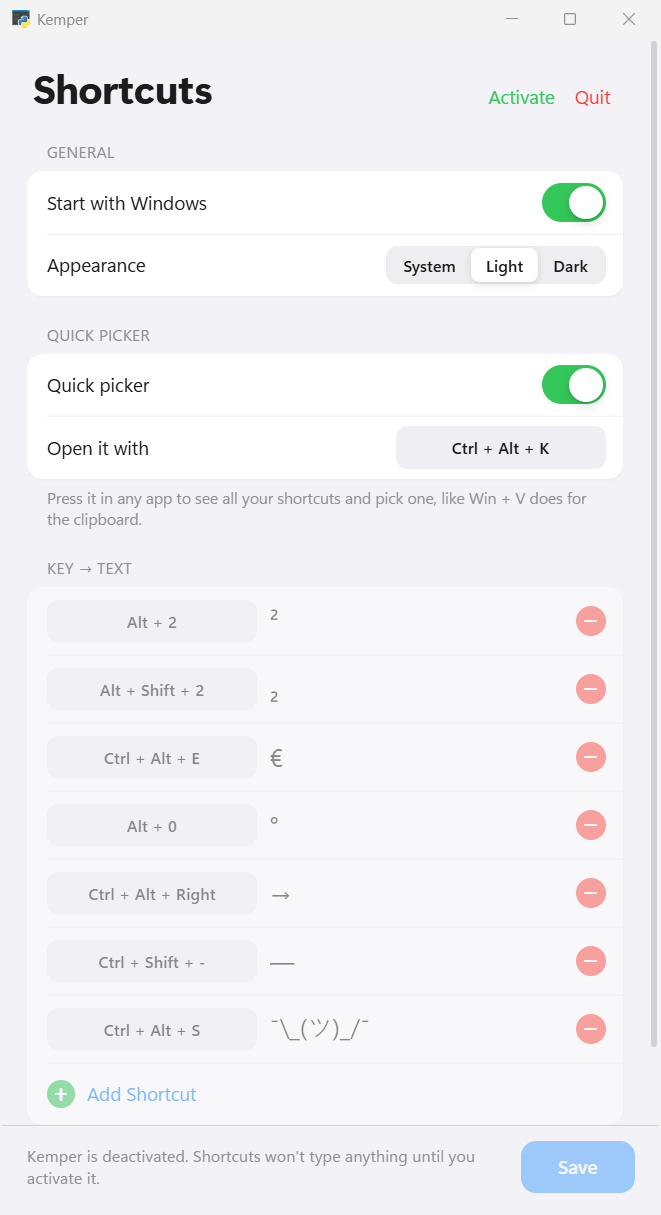 Kemper
Shortcuts
Activate Quit
GENERAL
Start with Windows
Appearance System Light Dark
QUICK PICKER
Quick picker
Open it with Ctrl + Alt + K
Press it in any app to see all your shortcuts and pick one, like Win + V does for
the clipboard.
KEY → TEXT
Alt + 2 ²
Alt + Shift + 2 ₂
Ctrl + Alt + E €
Alt + 0 °
Ctrl + Alt + Right →
Ctrl + Shift + - —
Ctrl + Alt + S ¯\_(ツ)_/¯
Add Shortcut
Kemper is deactivated. Shortcuts won't type anything until you
activate it.
Save